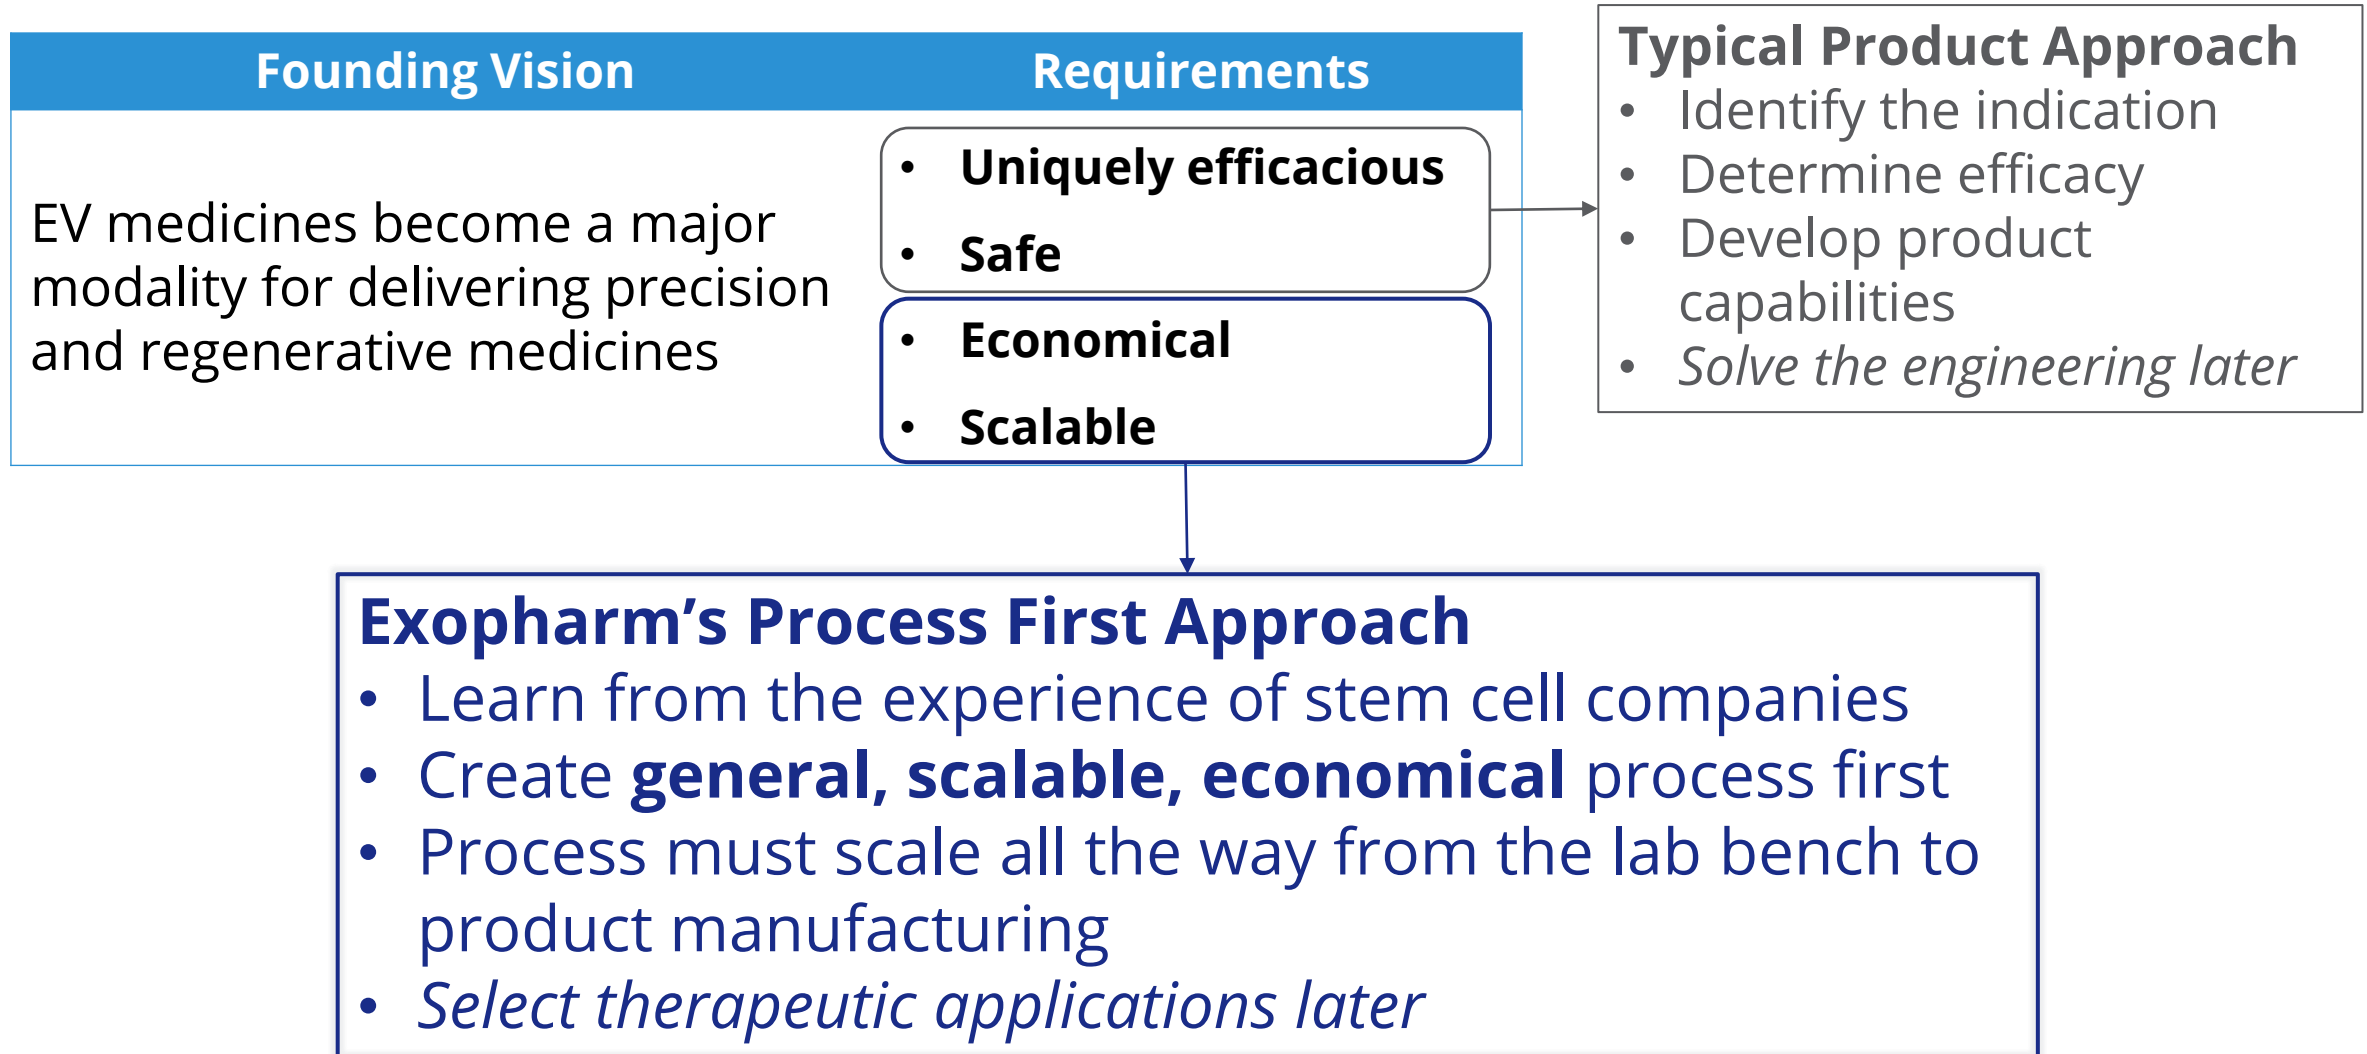 Founding Vision
Requirements
EV medicines become a major
modality for delivering precision
and regenerative medicines
• Uniquely efficacious
• Safe
• Economical
• Scalable
Typical Product Approach
• Identify the indication
• Determine efficacy
• Develop product
capabilities
• Solve the engineering later
Exopharm’s Process First Approach
• Learn from the experience of stem cell companies
• Create general, scalable, economical process first
• Process must scale all the way from the lab bench to
product manufacturing
• Select therapeutic applications later